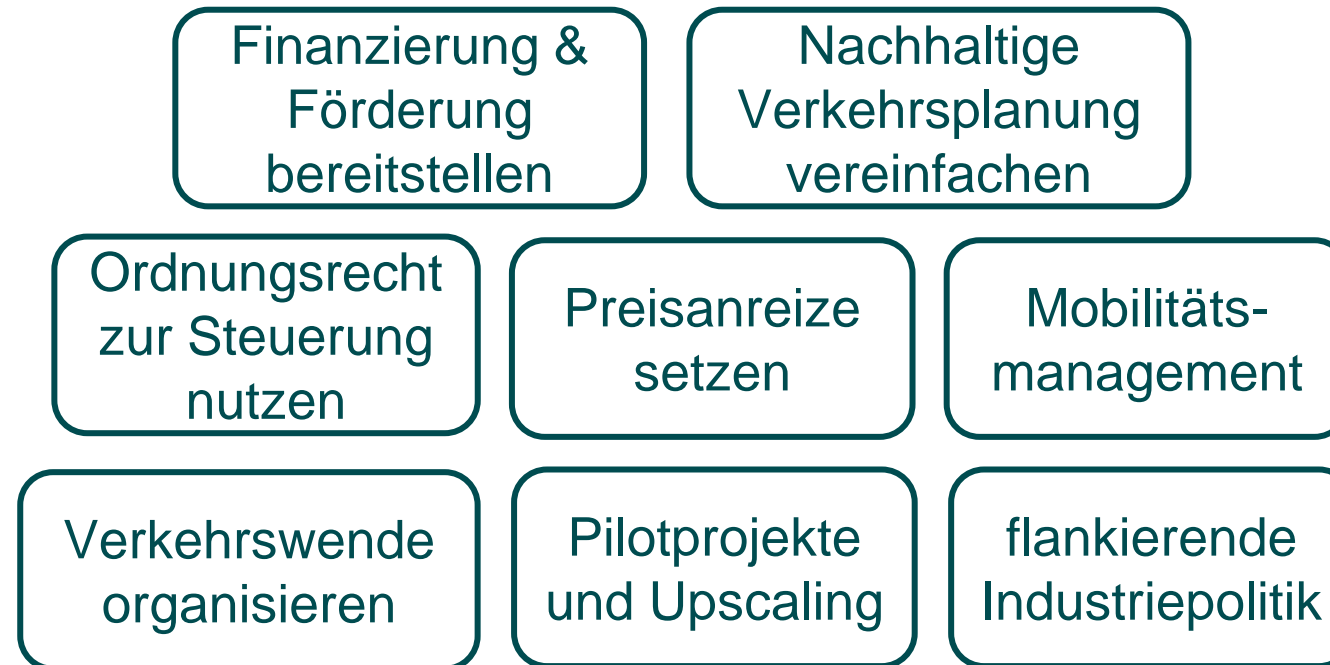 Finanzierung &
Förderung
bereitstellen
Nachhaltige
Verkehrsplanung
vereinfachen
Ordnungsrecht
zur Steuerung
nutzen
Preisanreize
setzen
Mobilitäts-
management
Verkehrswende
organisieren
Pilotprojekte
und Upscaling
flankierende
Industriepolitik